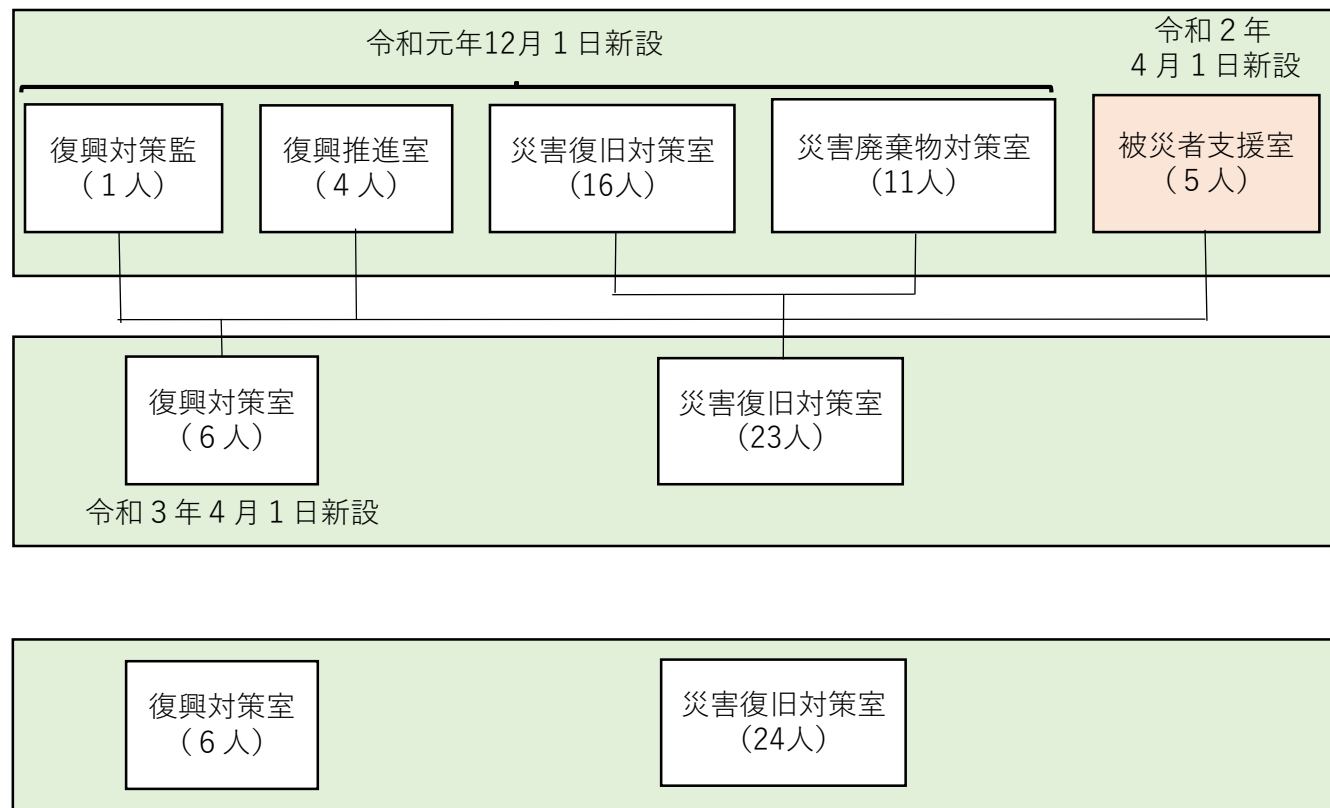 令和元年12月１日新設
令和２年
４月１日新設
復興対策監
（１人）
復興推進室
（４人）
災害復旧対策室
（16人）
災害廃棄物対策室
（11人）
被災者支援室
（５人）
復興対策室
（６人）
災害復旧対策室
（23人）
令和３年４月１日新設
復興対策室
（６人）
災害復旧対策室
（24人）